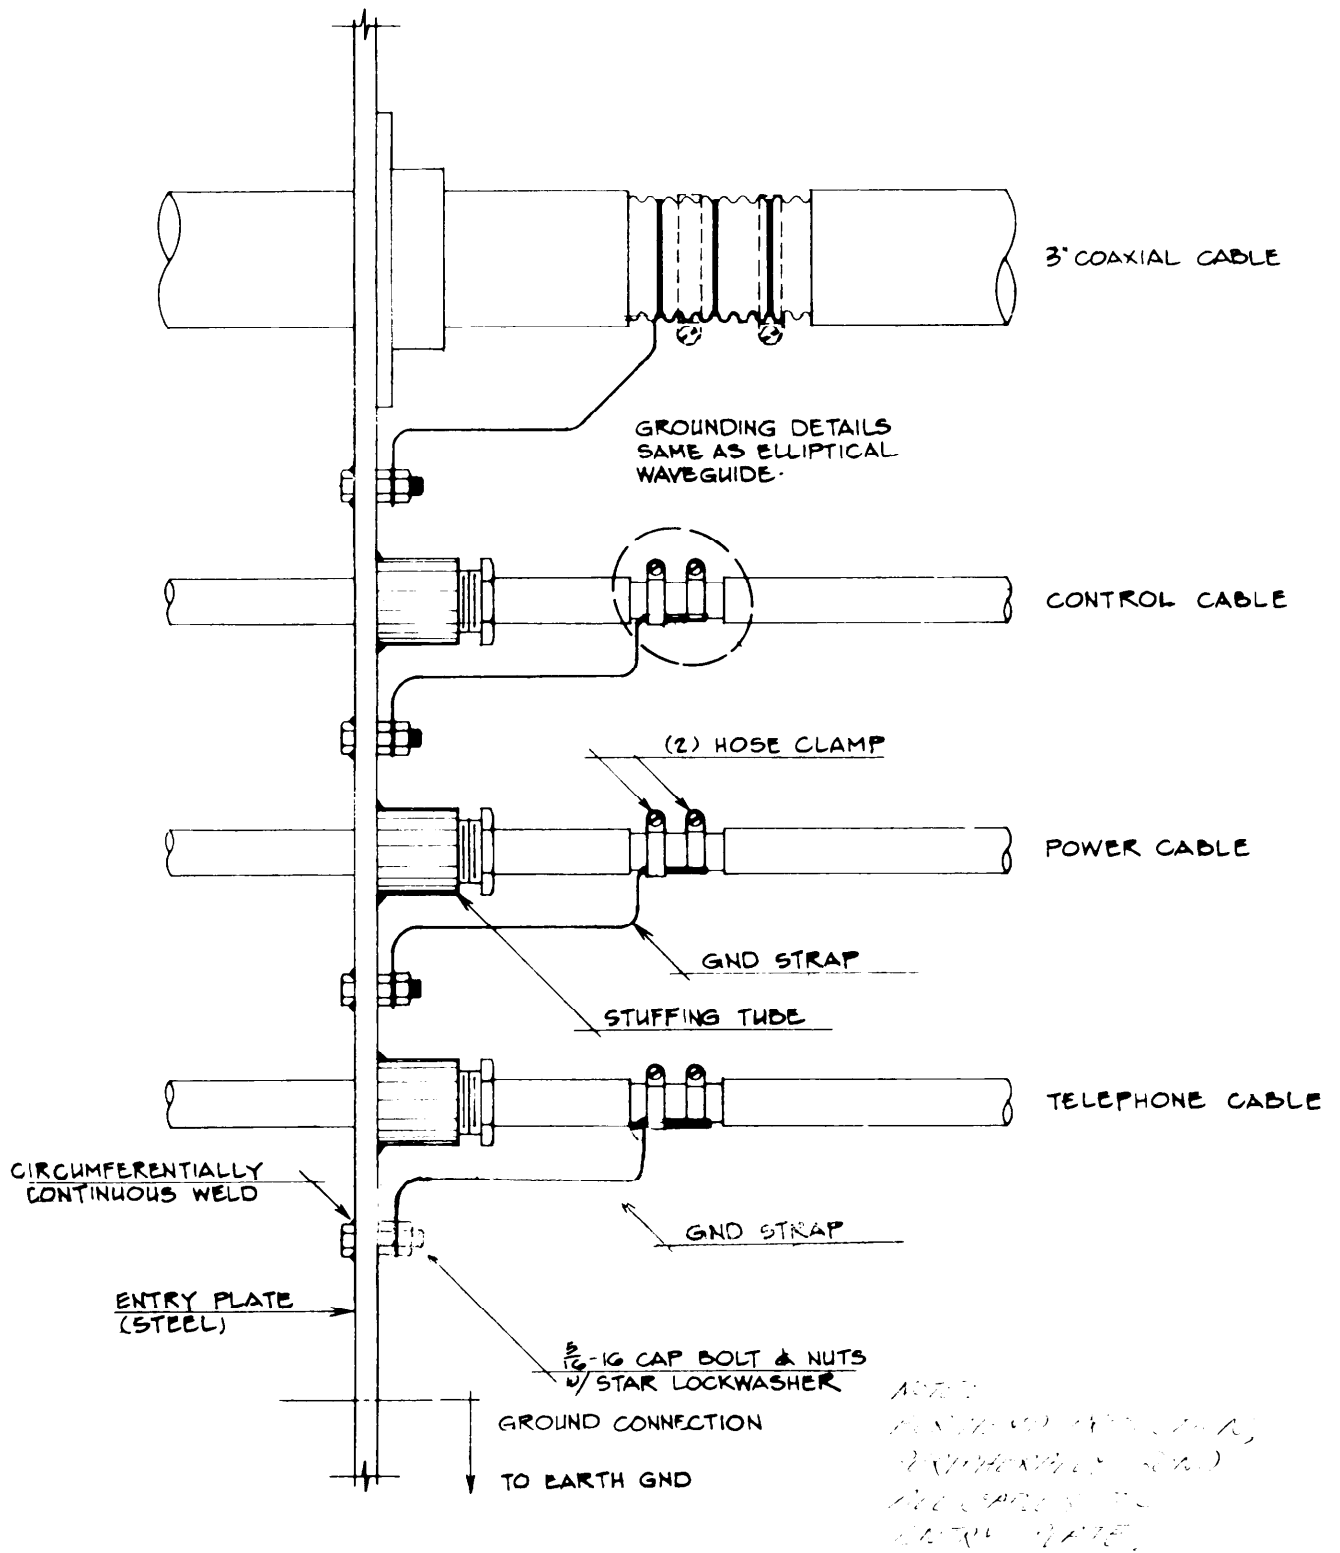 3" COAXIAL CABLE
GROUNDING DETAILS
SAME AS ELLIPTICAL
WAVEGUIDE.
CONTROL CABLE
(2) HOSE CLAMP
POWER CABLE
GND STRAP
STUFFING TUBE
TELEPHONE CABLE
CIRCUMFERENTIALLY
CONTINUOUS WELD
GND STRAP
ENTRY PLATE
(STEEL)
5/16-16 CAP BOLT & NUTS
W/ STAR LOCKWASHER
GROUND CONNECTION
TO EARTH GND
ENTRY PLATE.